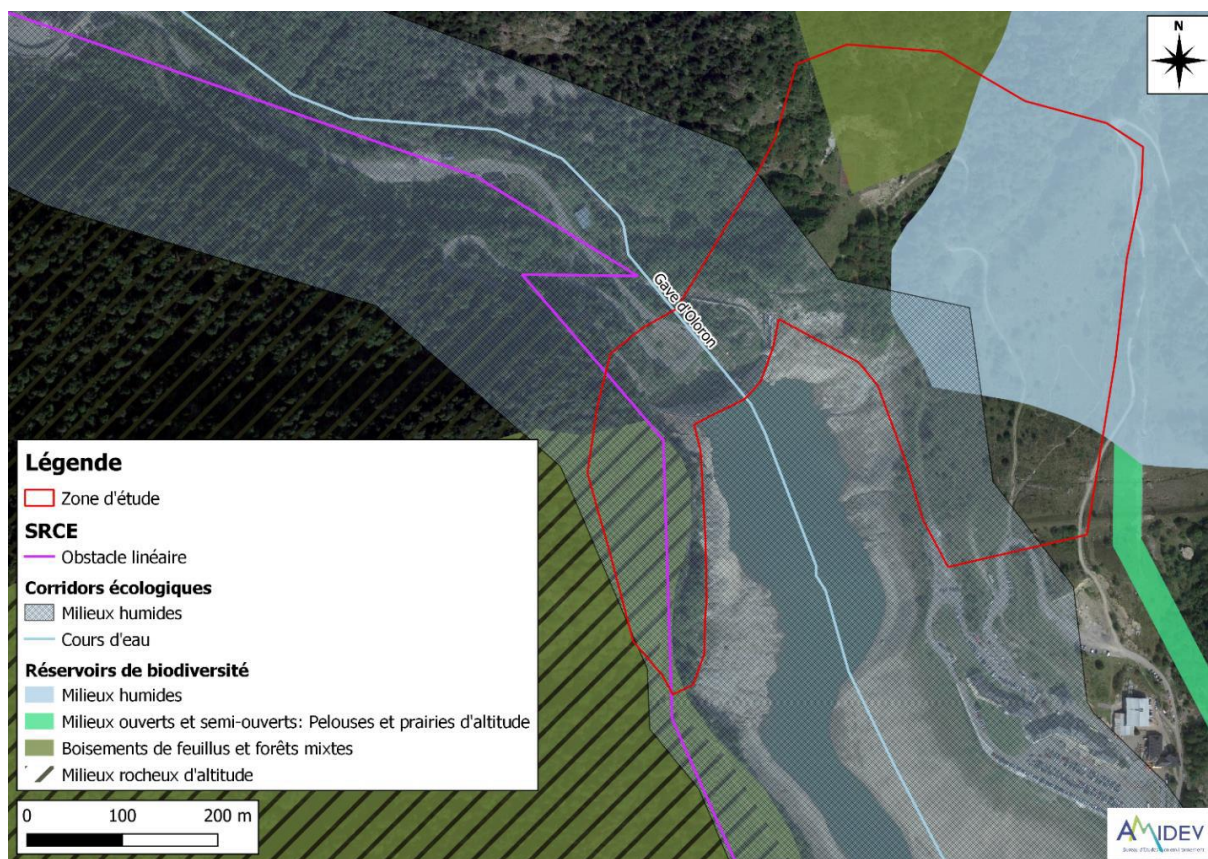 N
Gave d'Oloron
Légende
Zone d'étude
SRCE
Obstacle linéaire
Corridors écologiques
Milieux humides
Cours d'eau
Réservoirs de biodiversité
Milieux humides
Milieux ouverts et semi-ouverts: Pelouses et prairies d'altitude
Boisements de feuillus et forêts mixtes
Milieux rocheux d'altitude
0 100 200 m
AMIDEV